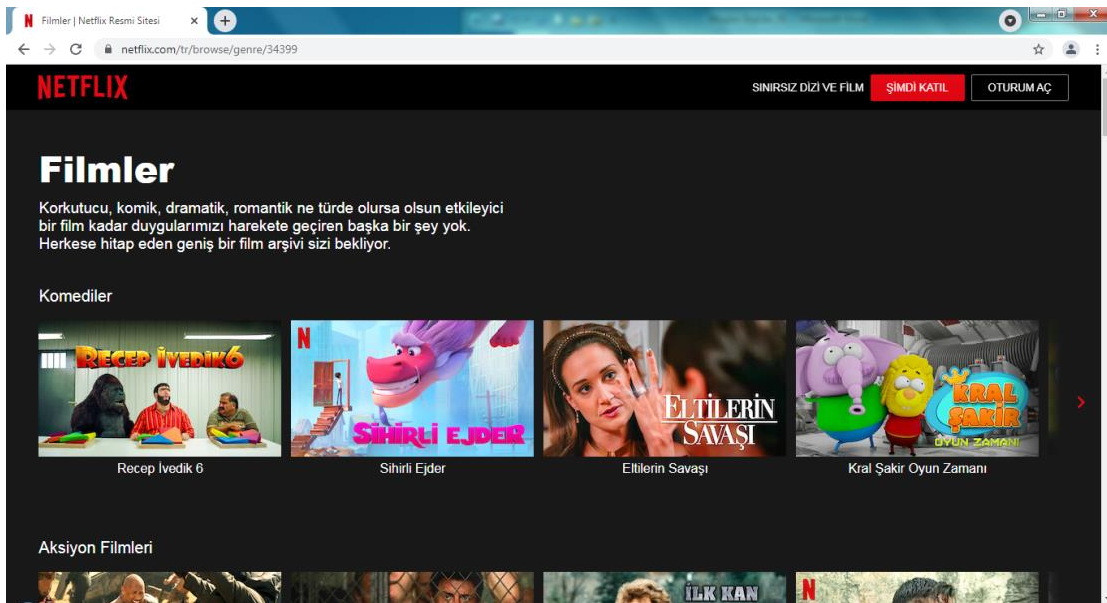 Filmler | Netflix Resmi Sitesi
netflix.com/tr/browse/genre/34399
NETFLIX
SINIRSIZ DİZİ VE FİLM
ŞİMDİ KATIL
OTURUM AÇ
Filmler
Korkutucu, komik, dramatik, romantik ne türde olursa olsun etkileyici
bir film kadar duygularımızı harekete geçiren başka bir şey yok.
Herkese hitap eden geniş bir film arşivi sizi bekliyor.
Komediler
RECEP İVEDİK 6
N
SİHİRLİ EJDER
ELTİLERİN
SAVAŞI
KRAL
ŞAKİR
OYUN ZAMANI
Recep İvedik 6
Sihirli Ejder
Eltilerin Savaşı
Kral Şakir Oyun Zamanı
Aksiyon Filmleri
İLK KAN
N